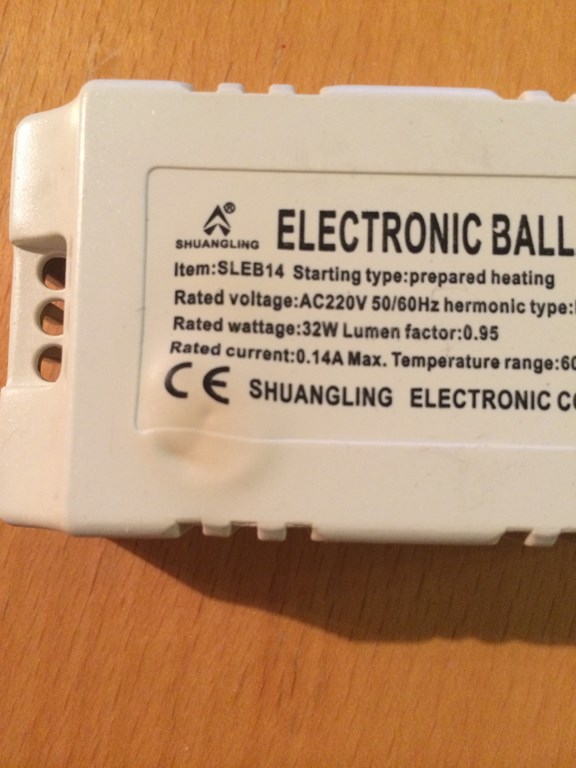 ®
SHUANGLING
ELECTRONIC BALL
Item:SLEB14 Starting type:prepared heating
Rated voltage:AC220V 50/60Hz hermonic type:
Rated wattage:32W Lumen factor:0.95
Rated current:0.14A Max. Temperature range:60
CE SHUANGLING ELECTRONIC CO